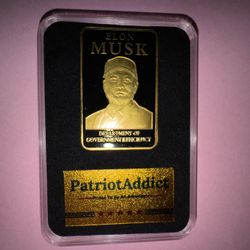 ELON
MUSK
DEPARTMENT OF
GOVERNMENT EFFICIENCY
PatriotAddict